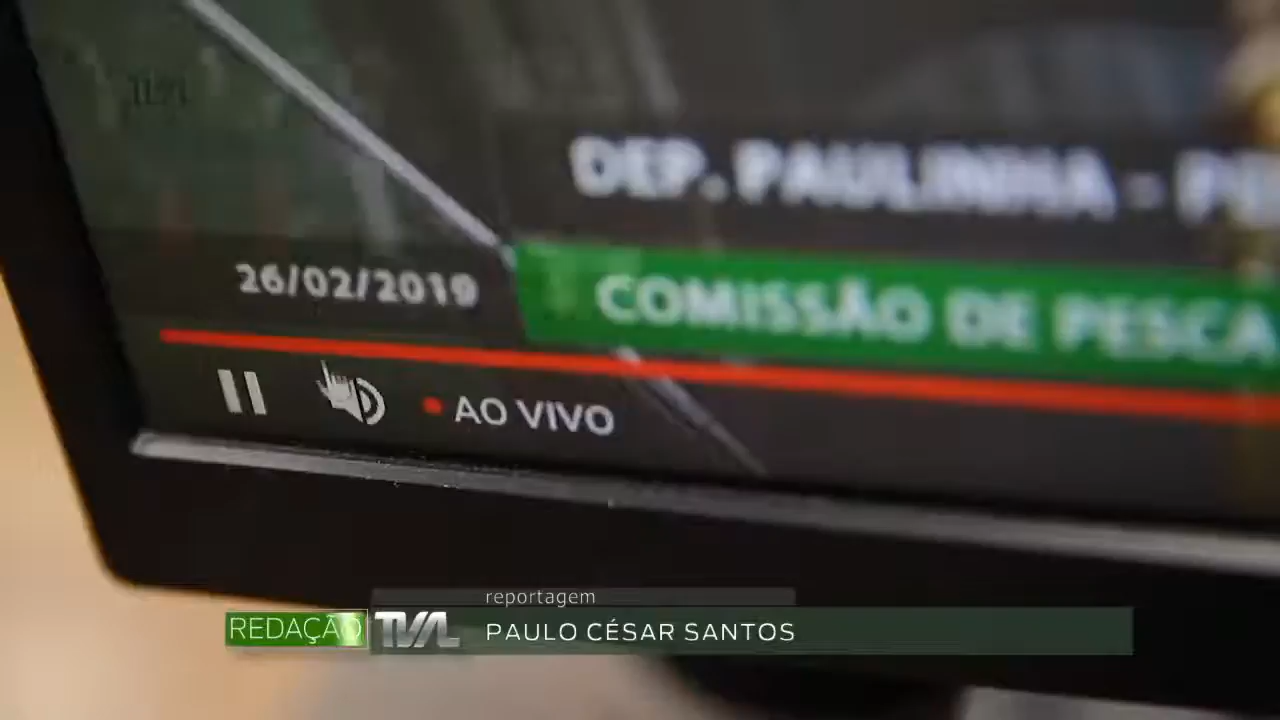 DEP. PAULINHA -
26/02/2019
COMISSÃO DE PESCA
AO VIVO
reportagem
REDAÇÃO TVAL PAULO CÉSAR SANTOS